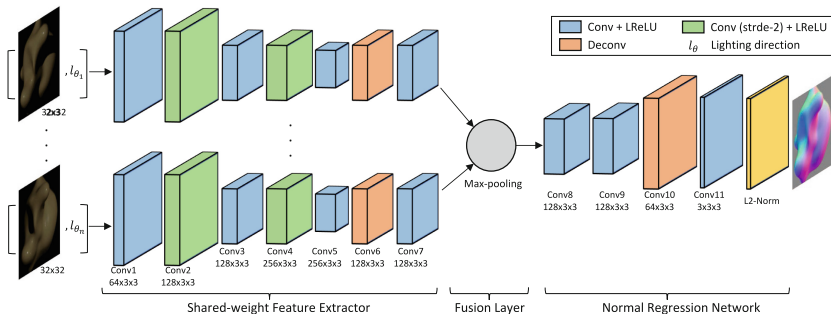 Conv + LReLU
Conv (strde-2) + LReLU
Deconv
lθ Lighting direction
, lθ1
32x32
2x3
, lθn
32x32
Max-pooling
Conv1
64x3x3
Conv2
128x3x3
Conv3
128x3x3
Conv4
256x3x3
Conv5
256x3x3
Conv6
128x3x3
Conv7
128x3x3
Conv8
128x3x3
Conv9
128x3x3
Conv10
64x3x3
Conv11
3x3x3
L2-Norm
Shared-weight Feature Extractor
Fusion Layer
Normal Regression Network